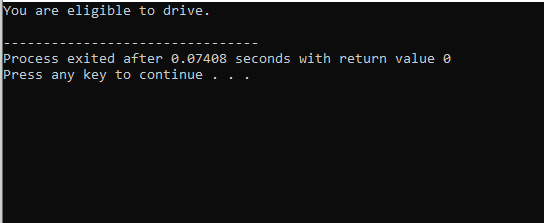 You are eligible to drive.
--------------------------------
Process exited after 0.07408 seconds with return value 0
Press any key to continue . . .